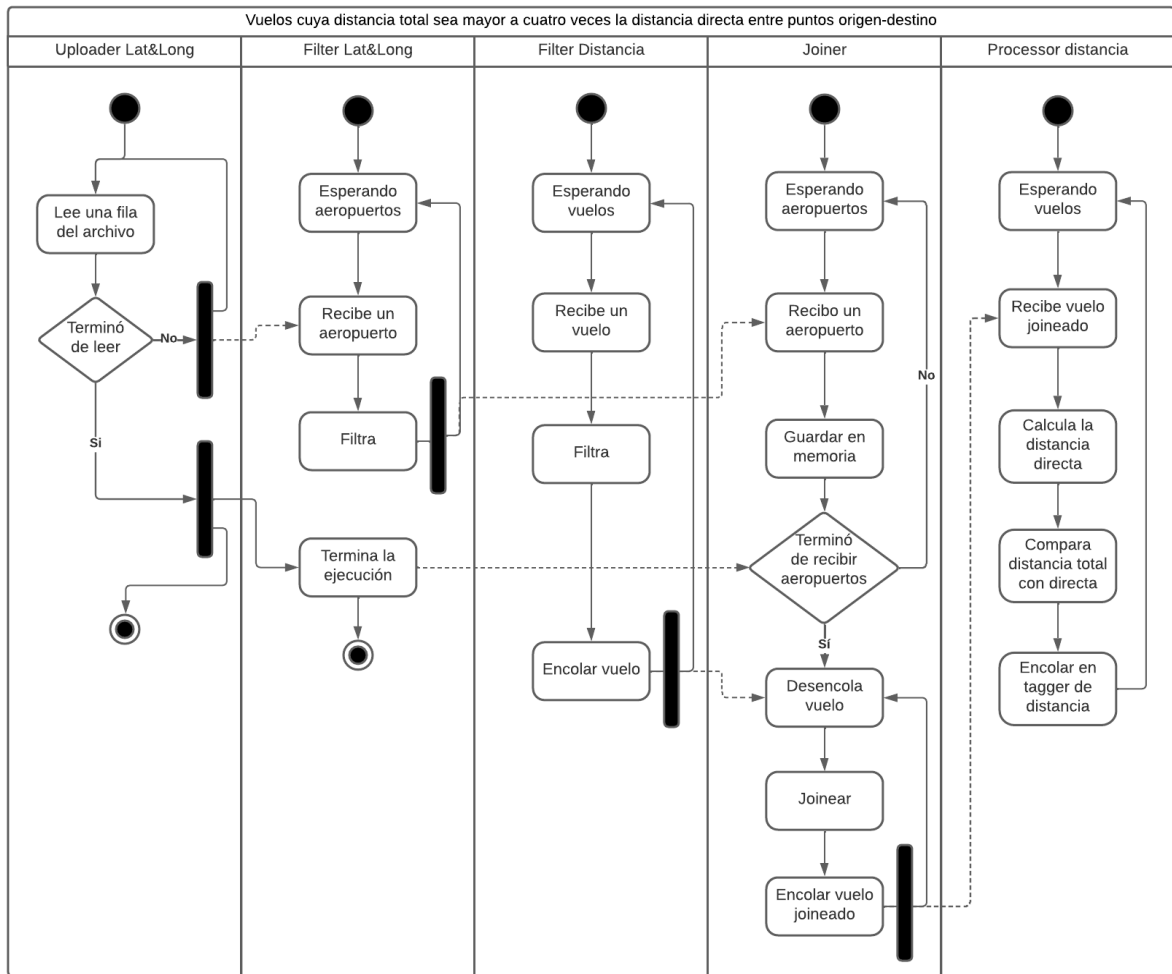 Vuelos cuya distancia total sea mayor a cuatro veces la distancia directa entre puntos origen-destino
Uploader Lat&Long
Filter Lat&Long
Filter Distancia
Joiner
Processor distancia
Lee una fila
del archivo
Terminó
de leer
No
Si
Esperando
aeropuertos
Recibe un
aeropuerto
Filtra
Termina la
ejecución
Esperando
vuelos
Recibe un
vuelo
Filtra
Encolar vuelo
Esperando
aeropuertos
Recibo un
aeropuerto
Guardar en
memoria
Terminó
de recibir
aeropuertos
No
Sí
Desencola
vuelo
Joinear
Encolar vuelo
joineado
Esperando
vuelos
Recibe vuelo
joineado
Calcula la
distancia
directa
Compara
distancia total
con directa
Encolar en
tagger de
distancia